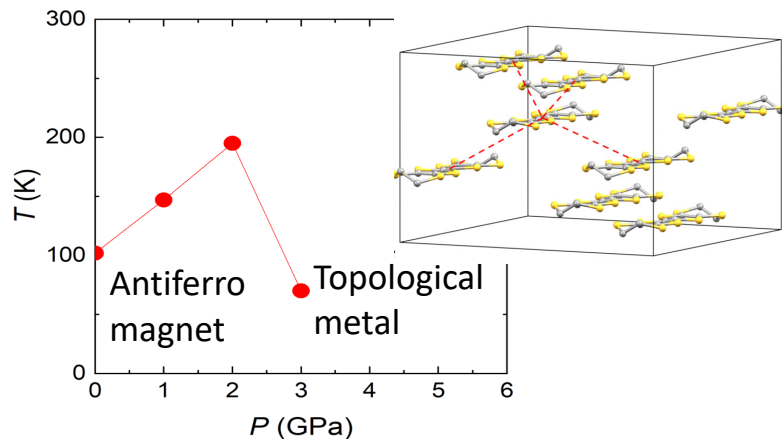 300
200
100
0
T (K)
Antiferro
magnet
Topological
metal
0 1 2 3 4 5 6
P (GPa)